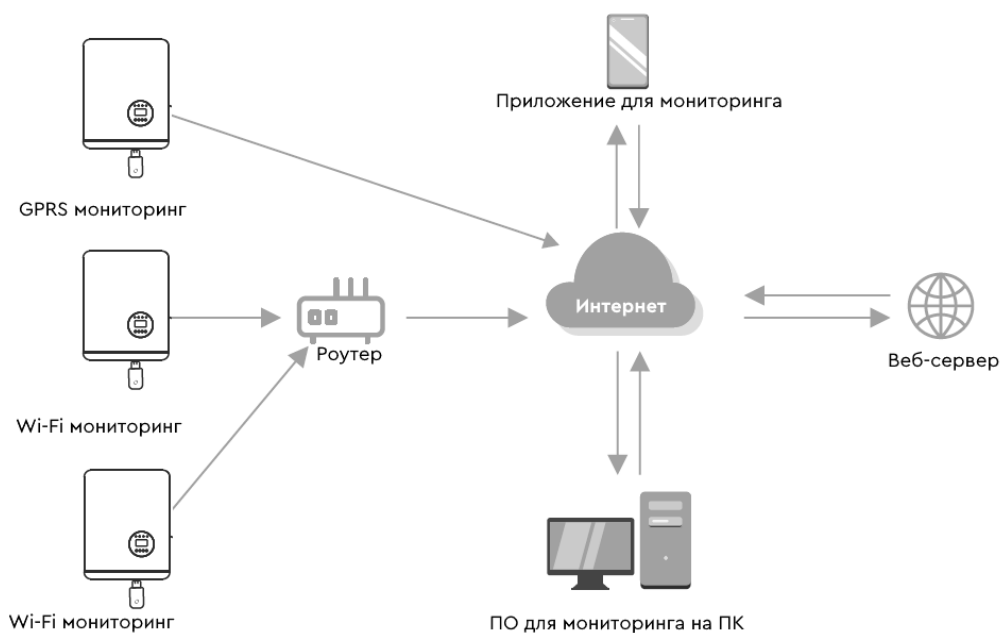 Приложение для мониторинга
GPRS мониторинг
Интернет
Роутер
Веб-сервер
Wi-Fi мониторинг
Wi-Fi мониторинг
ПО для мониторинга на ПК